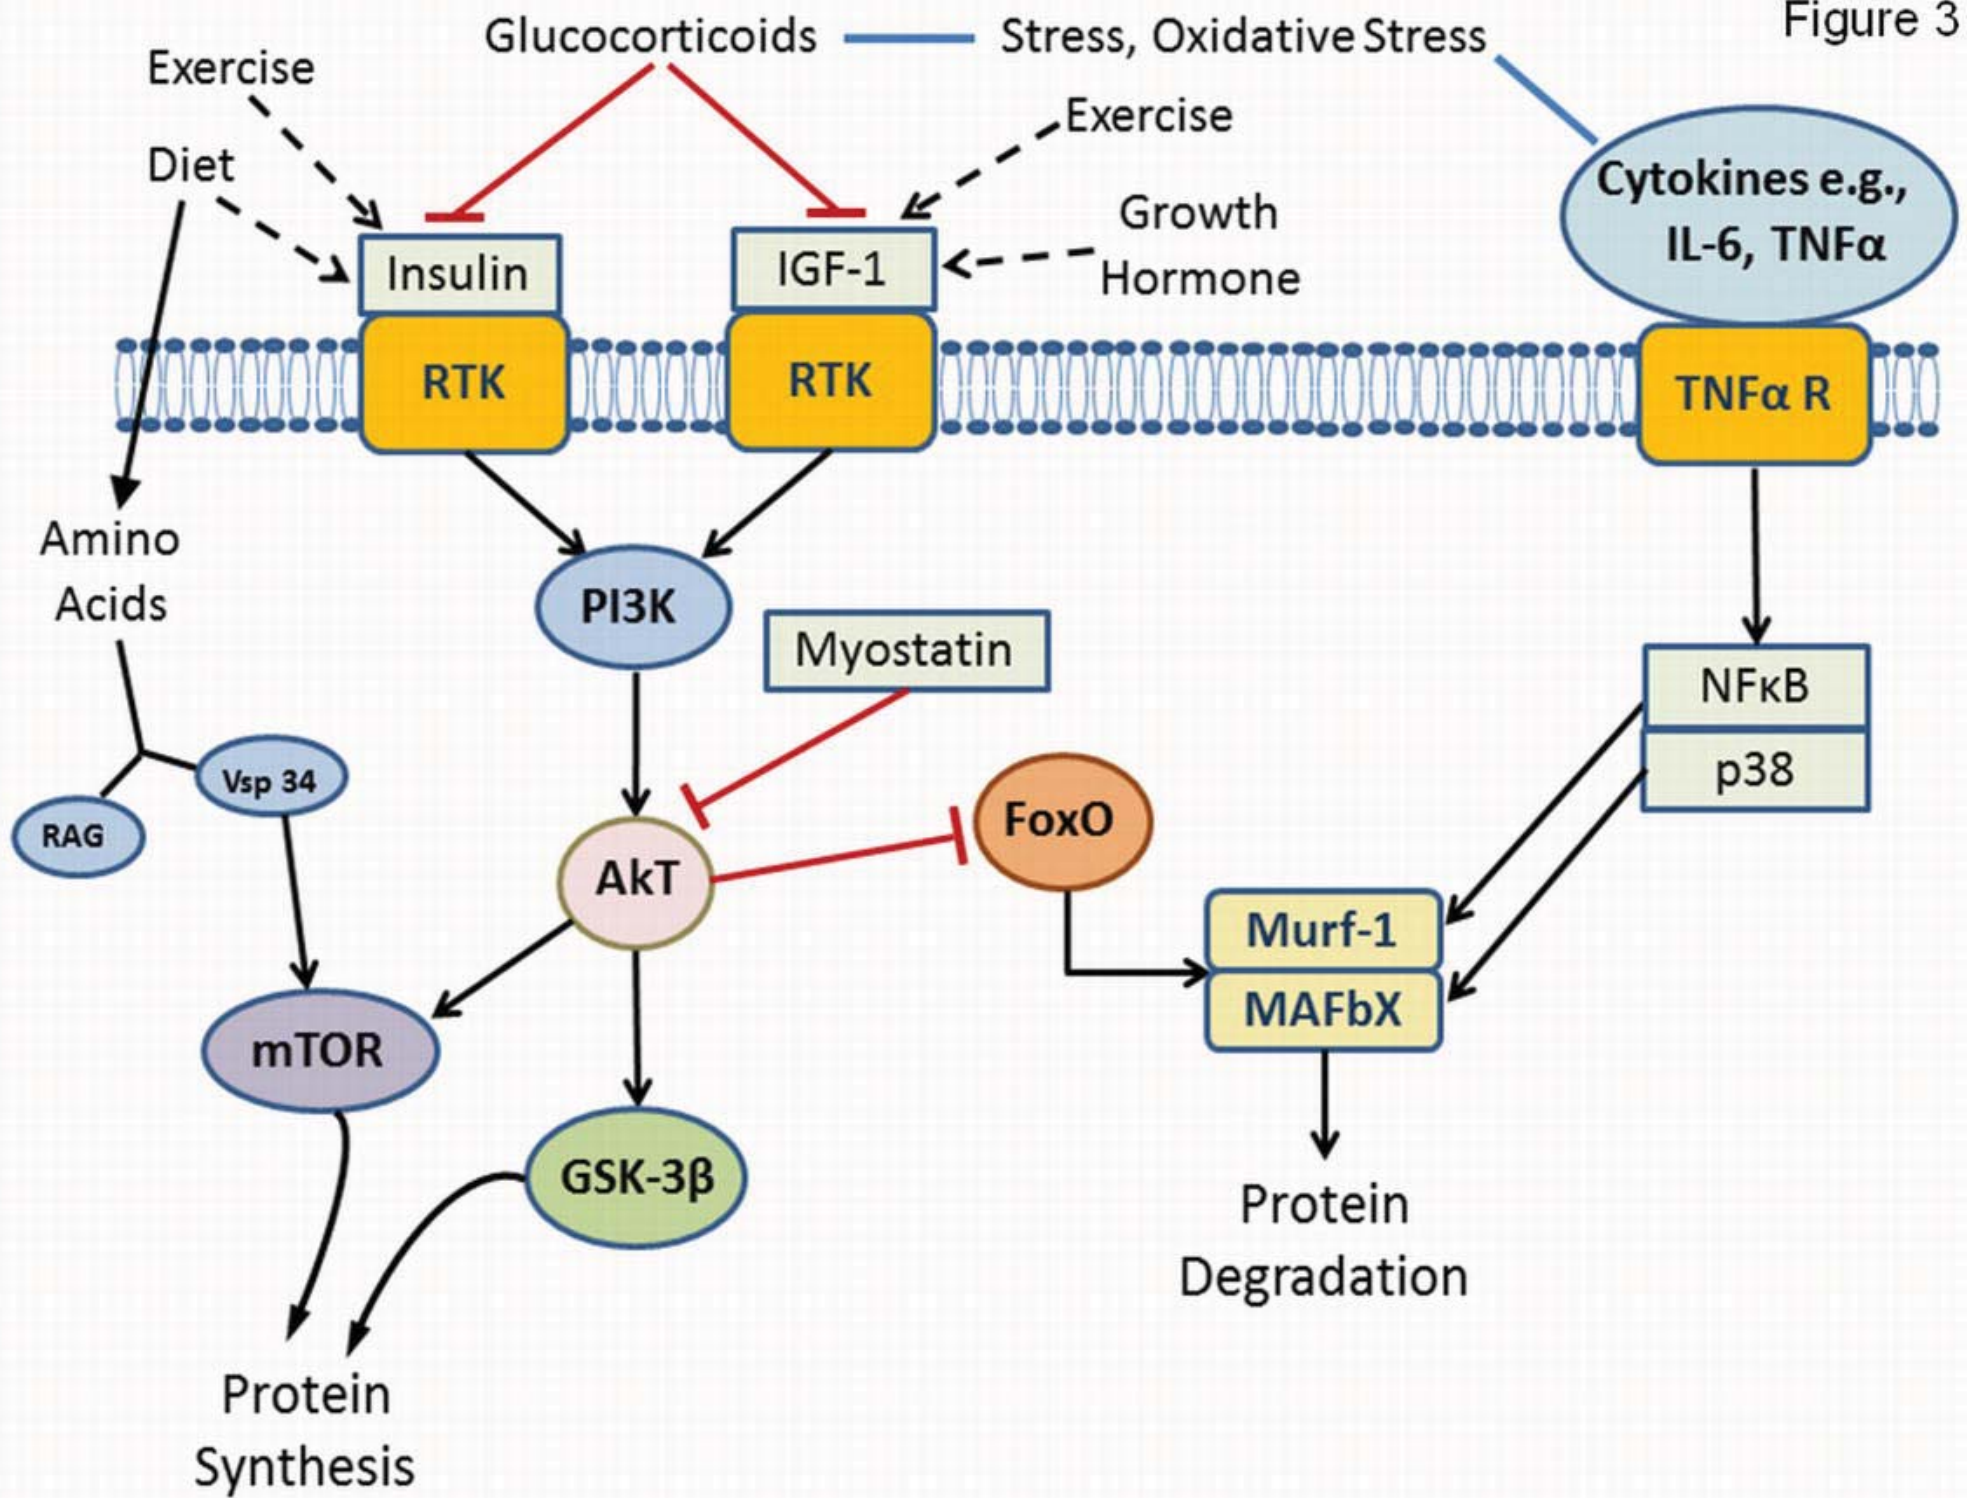 Figure 3
Glucocorticoids
Stress, Oxidative Stress
Exercise
Diet
Exercise
Growth
Hormone
Cytokines e.g.,
IL-6, TNFα
Insulin
IGF-1
RTK
RTK
TNFα R
Amino
Acids
PI3K
Myostatin
NFκB
p38
Vsp 34
RAG
AkT
FoxO
Murf-1
MAFbX
mTOR
GSK-3β
Protein
Degradation
Protein
Synthesis